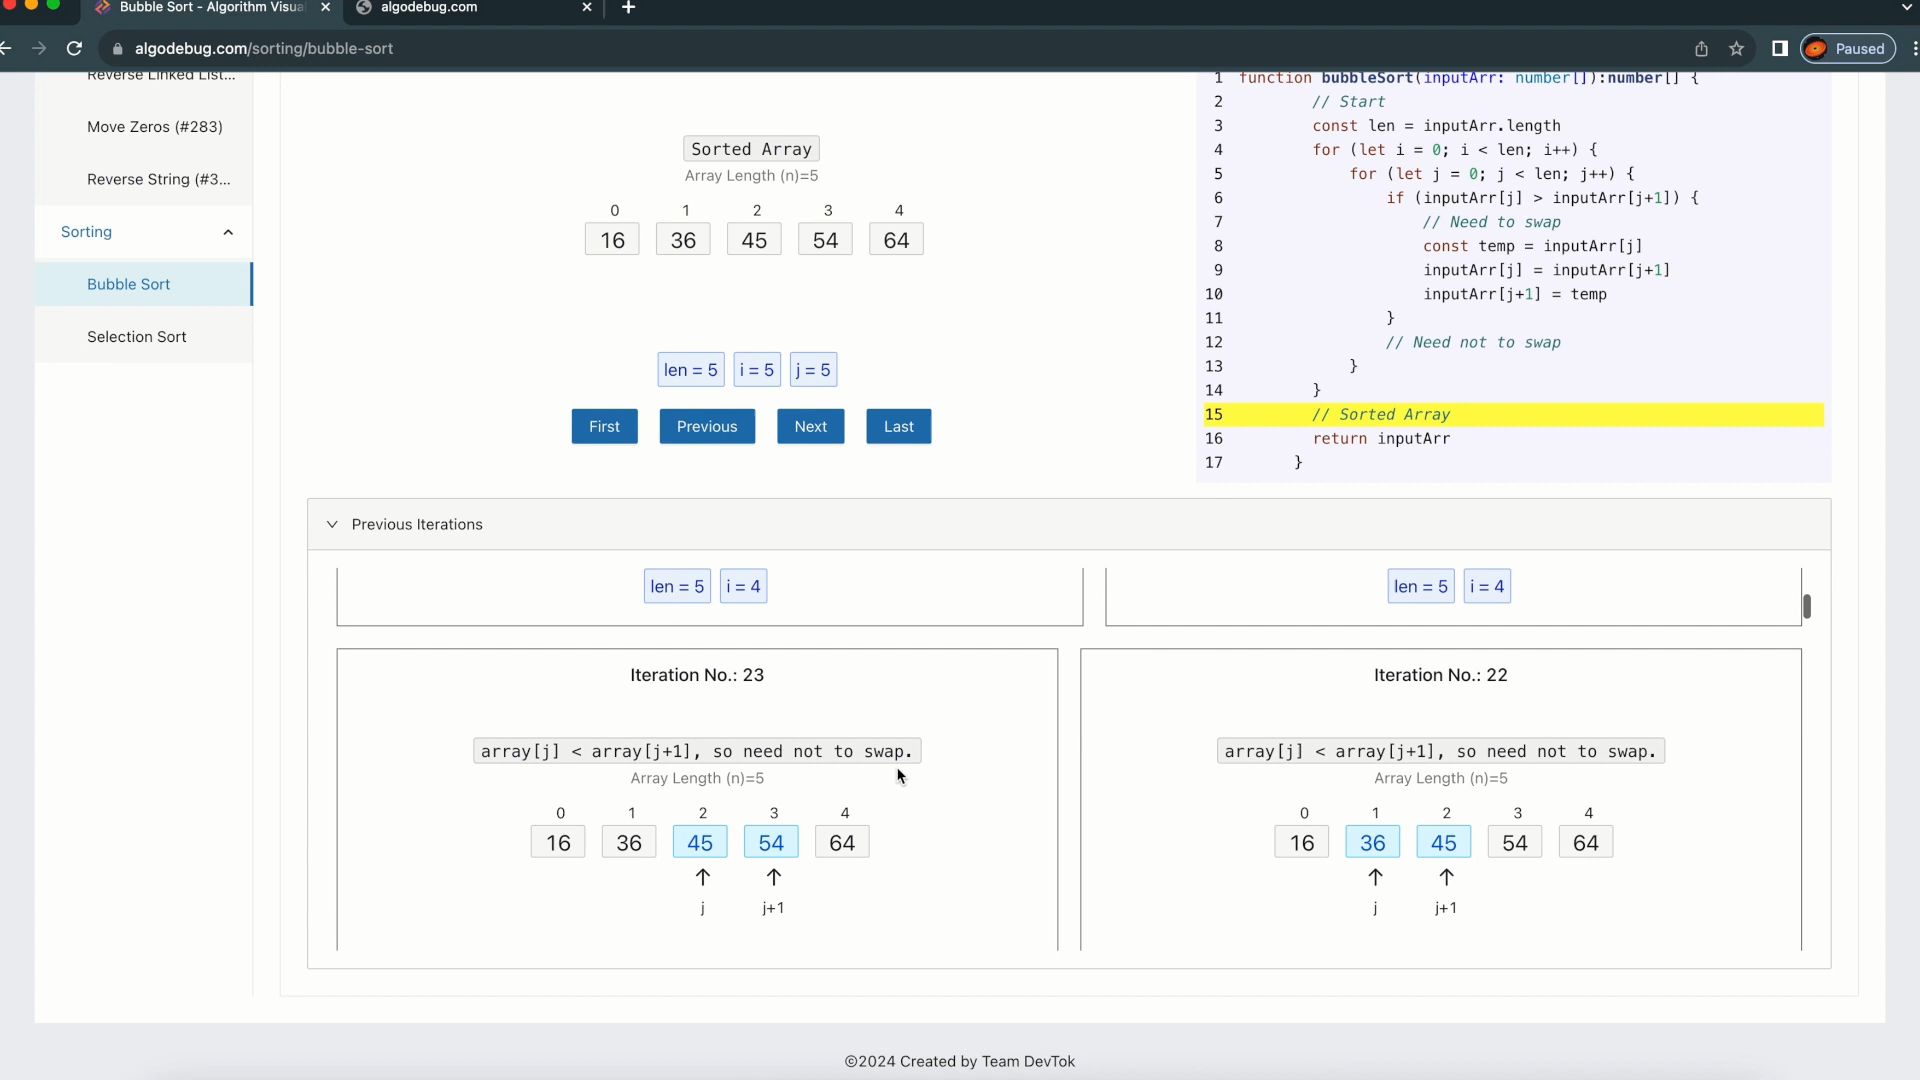 Bubble Sort - Algorithm Visua
algodebug.com
algodebug.com/sorting/bubble-sort
Paused
Reverse Linked List...
Move Zeros (#283)
Reverse String (#3...
Sorting
Bubble Sort
Selection Sort
Sorted Array
Array Length (n)=5
0 1 2 3 4
16 36 45 54 64
len = 5 i = 5 j = 5
First Previous Next Last
1 function bubbleSort(inputArr: number[]):number[] {
2 // Start
3 const len = inputArr.length
4 for (let i = 0; i < len; i++) {
5 for (let j = 0; j < len; j++) {
6 if (inputArr[j] > inputArr[j+1]) {
7 // Need to swap
8 const temp = inputArr[j]
9 inputArr[j] = inputArr[j+1]
10 inputArr[j+1] = temp
11 }
12 // Need not to swap
13 }
14 }
15 // Sorted Array
16 return inputArr
17 }
Previous Iterations
len = 5 i = 4
len = 5 i = 4
Iteration No.: 23
array[j] < array[j+1], so need not to swap.
Array Length (n)=5
0 1 2 3 4
16 36 45 54 64
j j+1
Iteration No.: 22
array[j] < array[j+1], so need not to swap.
Array Length (n)=5
0 1 2 3 4
16 36 45 54 64
j j+1
©2024 Created by Team DevTok